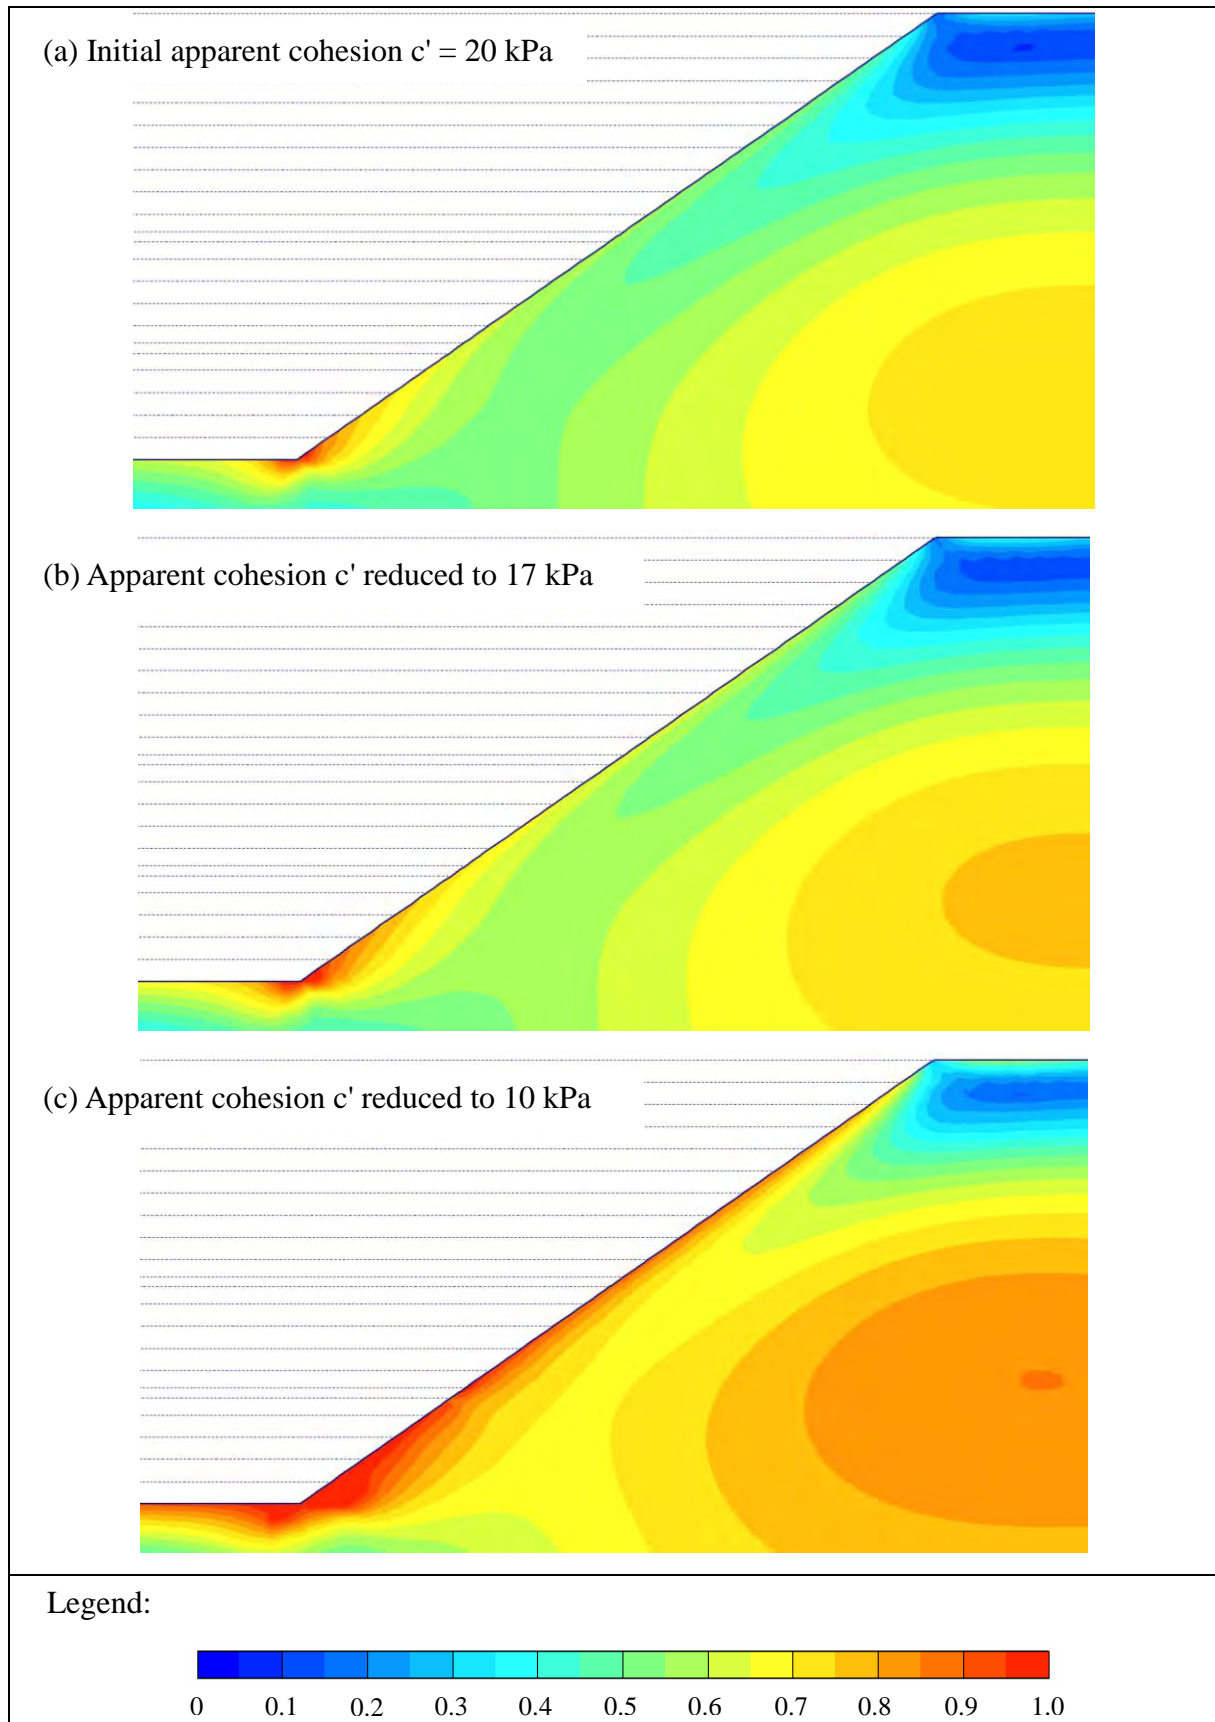 (a) Initial apparent cohesion c' = 20 kPa
(b) Apparent cohesion c' reduced to 17 kPa
(c) Apparent cohesion c' reduced to 10 kPa
Legend:
0 0.1 0.2 0.3 0.4 0.5 0.6 0.7 0.8 0.9 1.0